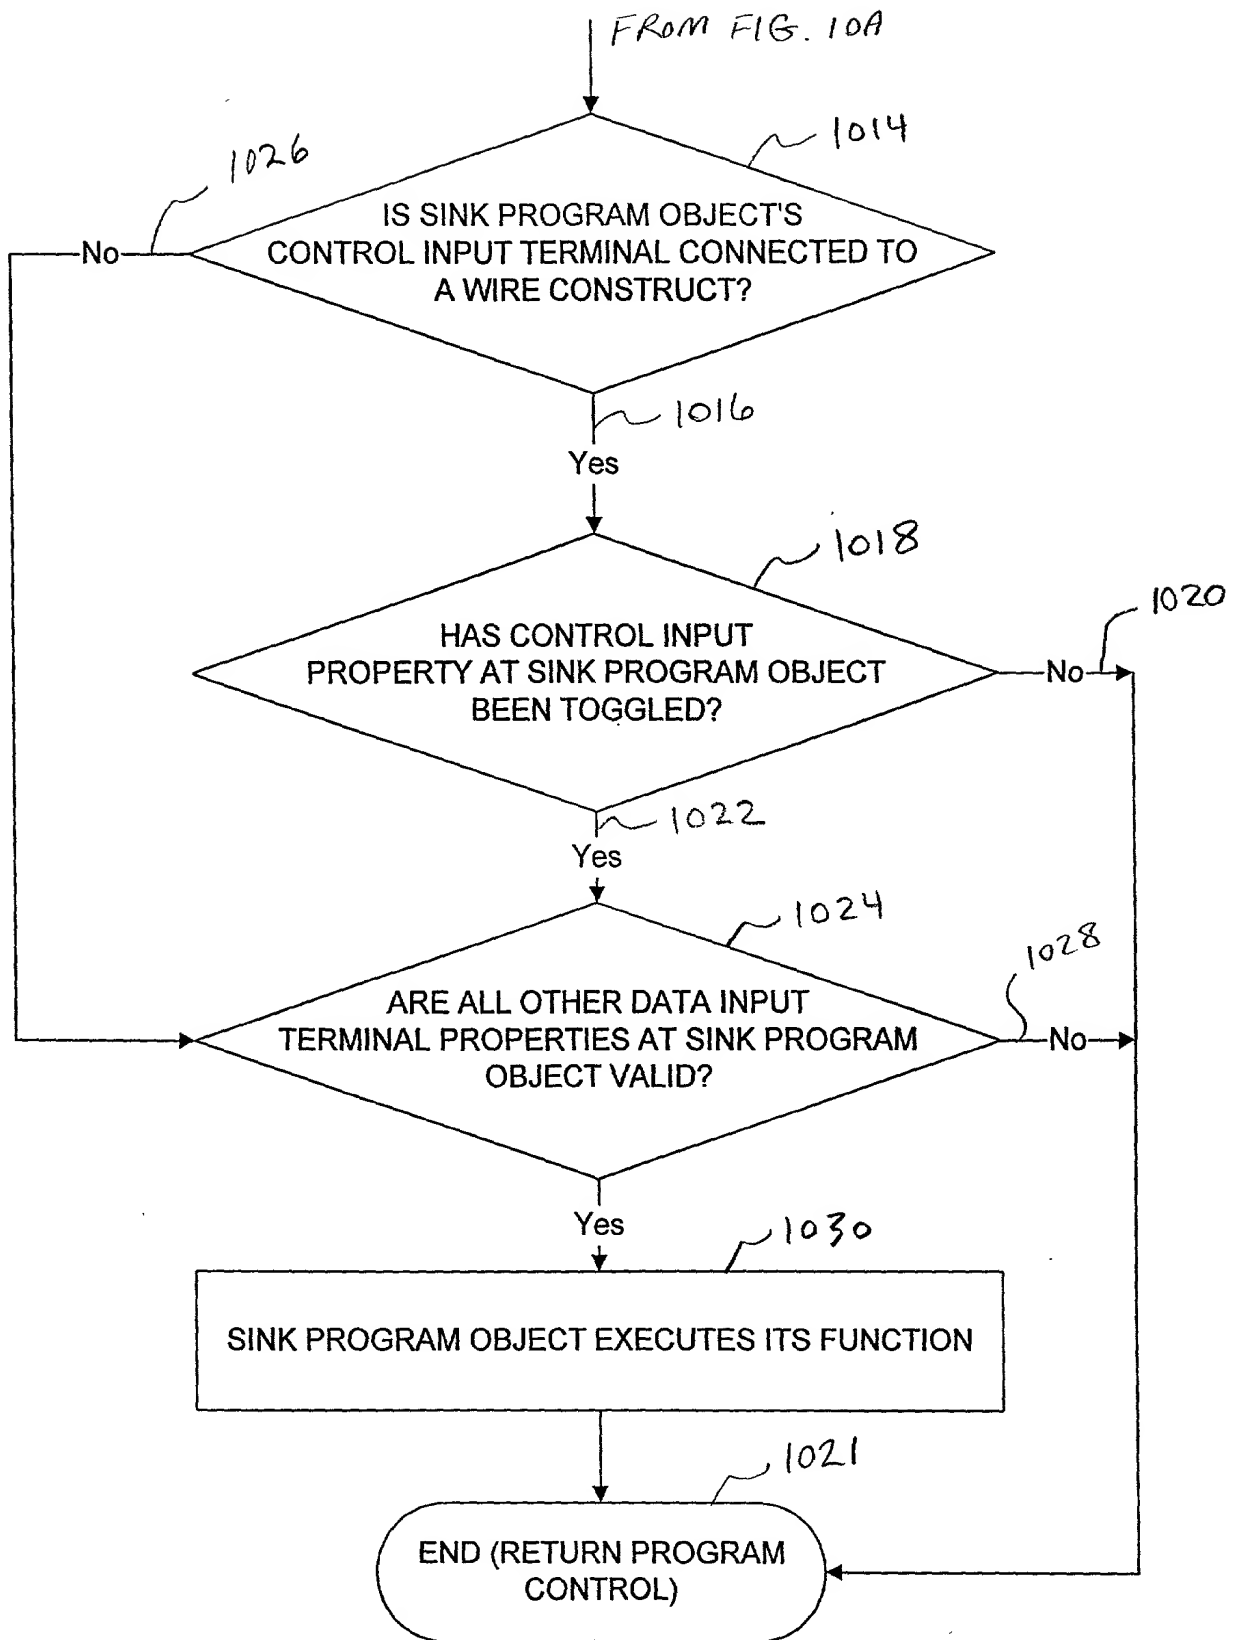 FROM FIG. 10A
1014
1026
IS SINK PROGRAM OBJECT'S
No
CONTROL INPUT TERMINAL CONNECTED TO
A WIRE CONSTRUCT?
1016
Yes
1018
1020
HAS CONTROL INPUT
PROPERTY AT SINK PROGRAM OBJECT
No
BEEN TOGGLED?
1022
Yes
1024
1028
ARE ALL OTHER DATA INPUT
TERMINAL PROPERTIES AT SINK PROGRAM
No
OBJECT VALID?
Yes
1030
SINK PROGRAM OBJECT EXECUTES ITS FUNCTION
1021
END (RETURN PROGRAM
CONTROL)